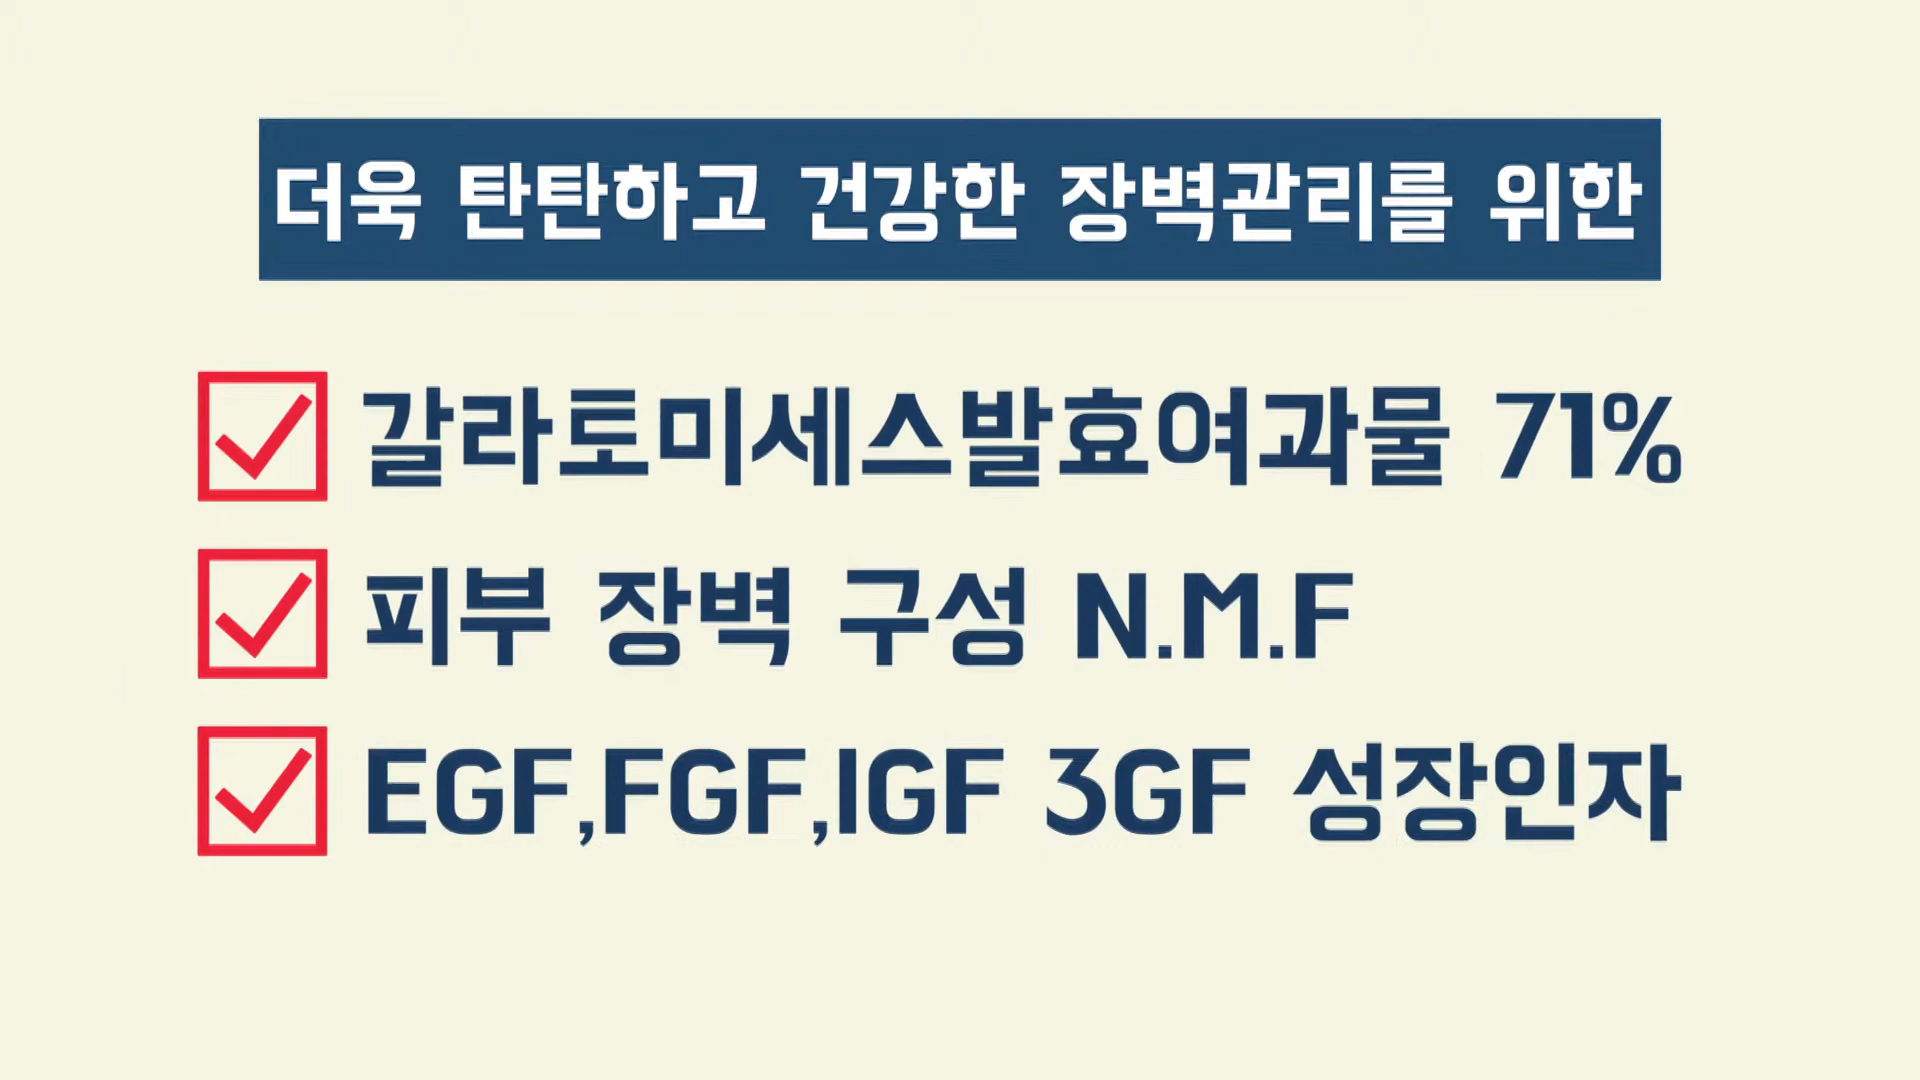 더욱 탄탄하고 건강한 장벽관리를 위한
갈라토미세스발효여과물 71%
피부 장벽 구성 N.M.F
EGF,FGF,IGF 3GF 성장인자